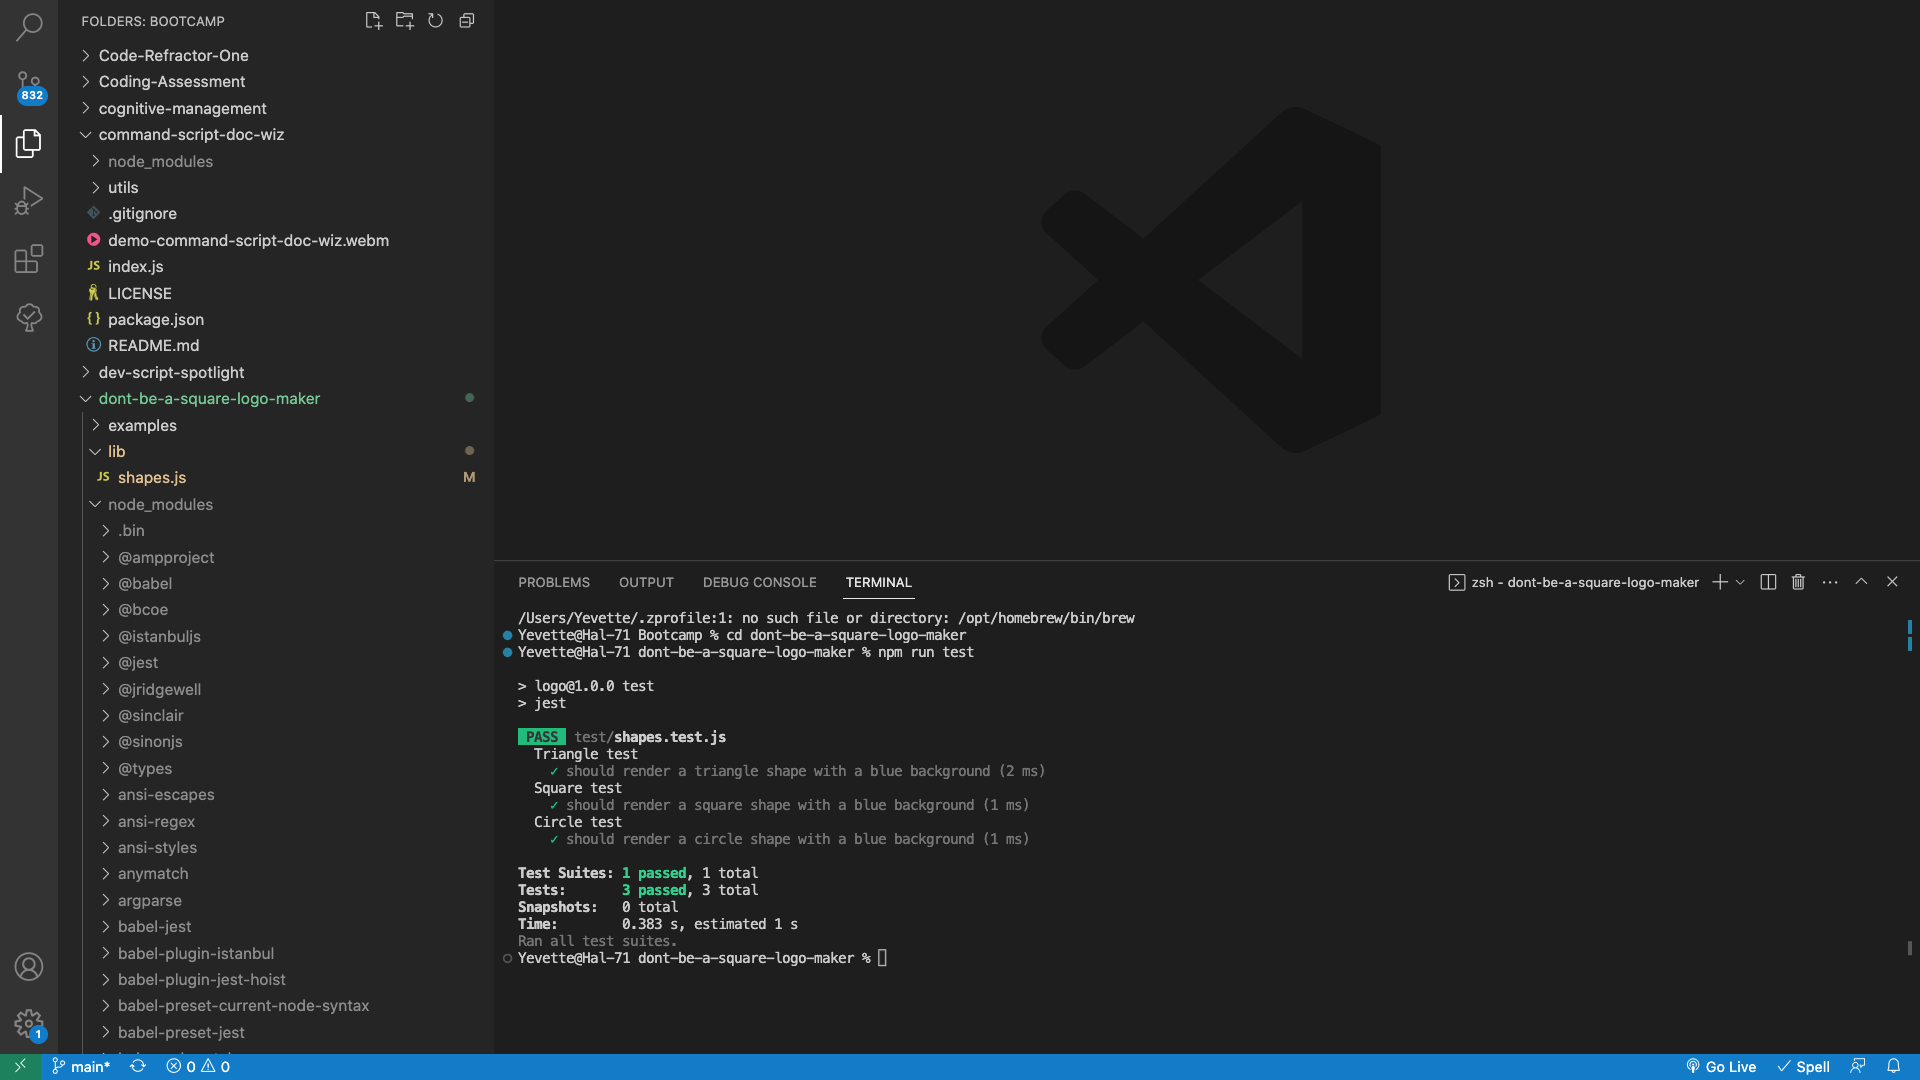 FOLDERS: BOOTCAMP
832
Code-Refractor-One
Coding-Assessment
cognitive-management
command-script-doc-wiz
node_modules
utils
.gitignore
demo-command-script-doc-wiz.webm
JS index.js
LICENSE
{} package.json
README.md
dev-script-spotlight
dont-be-a-square-logo-maker
examples
lib
JS shapes.js M
node_modules
.bin
@ampproject
@babel
@bcoe
@istanbuljs
@jest
@jridgewell
@sinclair
@sinonjs
@types
ansi-escapes
ansi-regex
ansi-styles
anymatch
argparse
babel-jest
babel-plugin-istanbul
babel-plugin-jest-hoist
babel-preset-current-node-syntax
babel-preset-jest
1
PROBLEMS OUTPUT DEBUG CONSOLE TERMINAL zsh - dont-be-a-square-logo-maker
/Users/Yevette/.zprofile:1: no such file or directory: /opt/homebrew/bin/brew
Yevette@Hal-71 Bootcamp % cd dont-be-a-square-logo-maker
Yevette@Hal-71 dont-be-a-square-logo-maker % npm run test
> logo@1.0.0 test
> jest
PASS test/shapes.test.js
Triangle test
✓ should render a triangle shape with a blue background (2 ms)
Square test
✓ should render a square shape with a blue background (1 ms)
Circle test
✓ should render a circle shape with a blue background (1 ms)
Test Suites: 1 passed, 1 total
Tests: 3 passed, 3 total
Snapshots: 0 total
Time: 0.383 s, estimated 1 s
Ran all test suites.
Yevette@Hal-71 dont-be-a-square-logo-maker %
main* 0 0 Go Live Spell